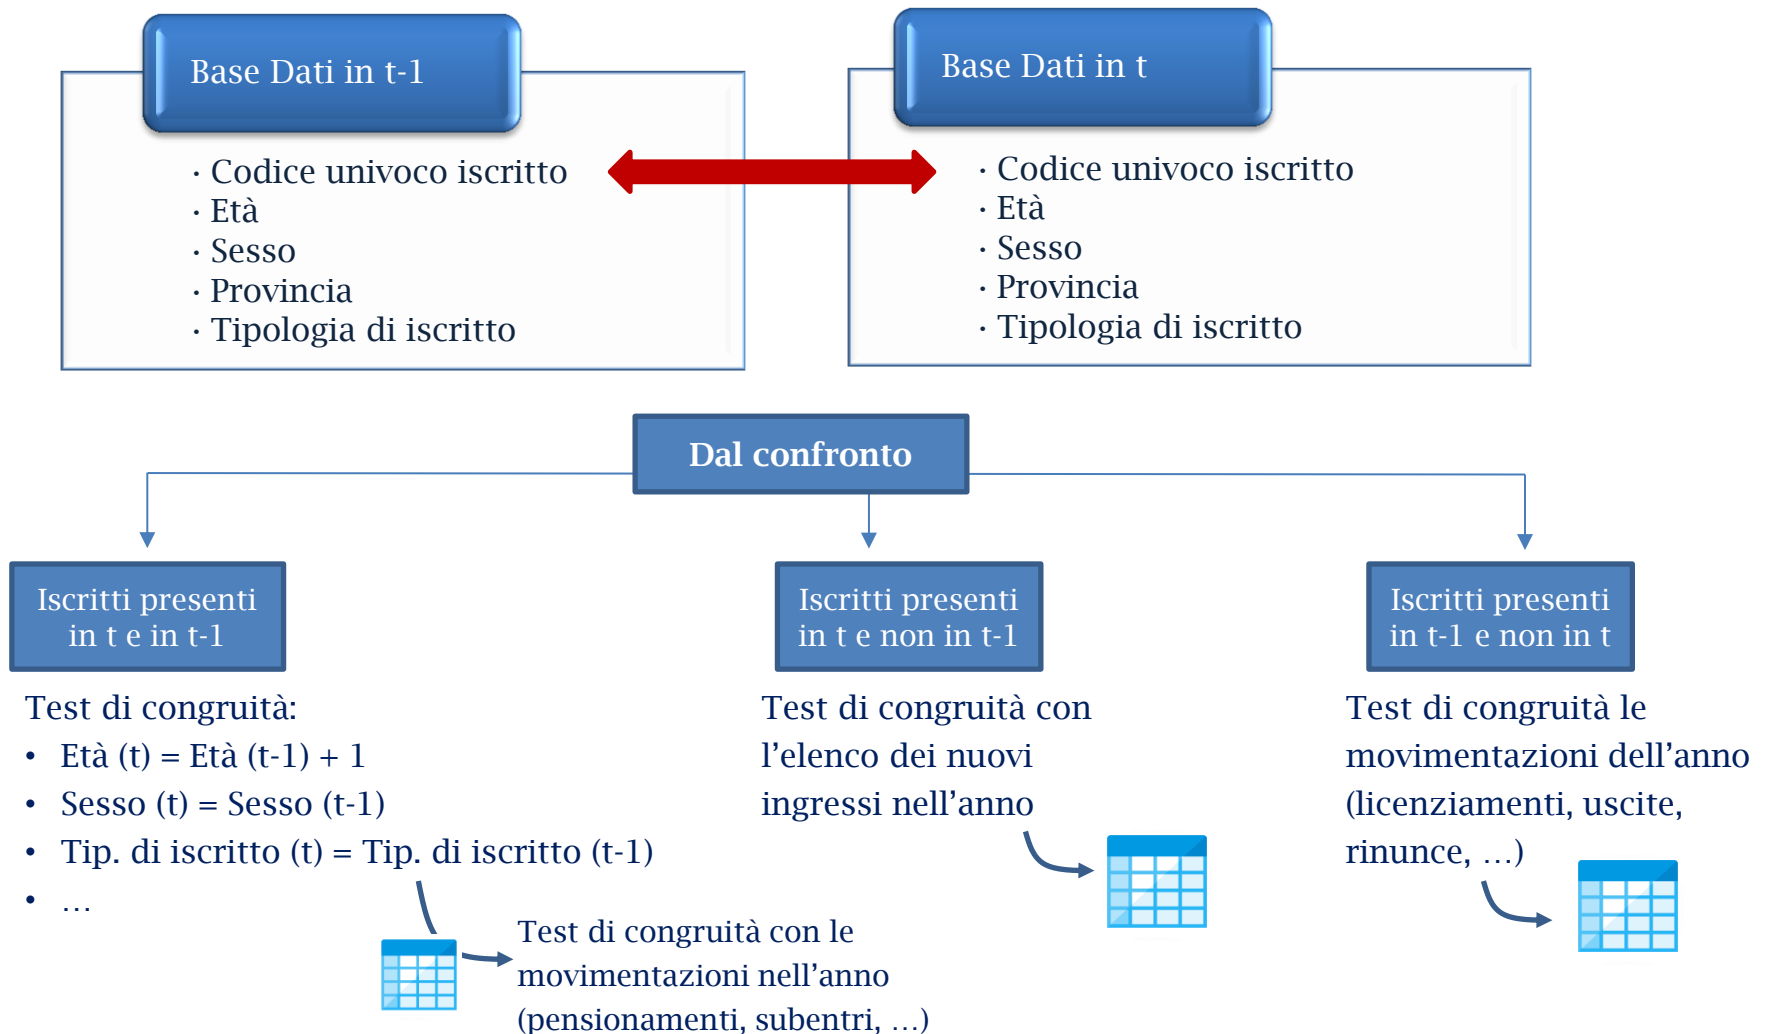 Base Dati in t-1
· Codice univoco iscritto
· Età
· Sesso
· Provincia
· Tipologia di iscritto
Base Dati in t
· Codice univoco iscritto
· Età
· Sesso
· Provincia
· Tipologia di iscritto
Dal confronto
Iscritti presenti
in t e in t-1
Test di congruità:
• Età (t) = Età (t-1) + 1
• Sesso (t) = Sesso (t-1)
• Tip. di iscritto (t) = Tip. di iscritto (t-1)
• …
Test di congruità con le
movimentazioni nell’anno
(pensionamenti, subentri, …)
Iscritti presenti
in t e non in t-1
Test di congruità con
l’elenco dei nuovi
ingressi nell’anno
Iscritti presenti
in t-1 e non in t
Test di congruità le
movimentazioni dell’anno
(licenziamenti, uscite,
rinunce, …)